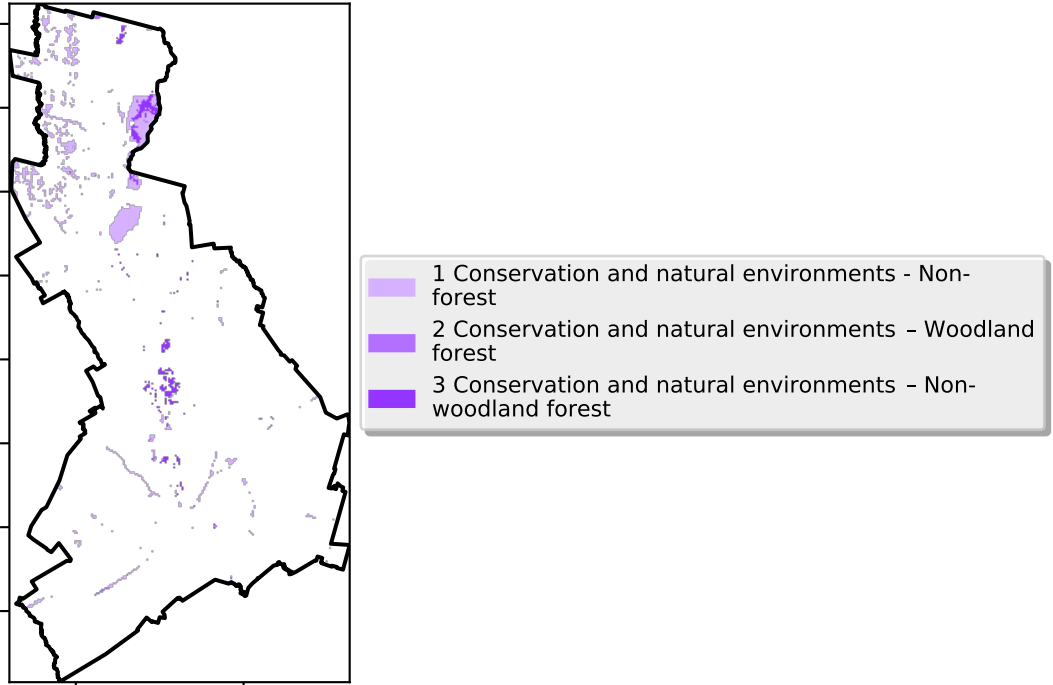 1 Conservation and natural environments - Non-
forest
2 Conservation and natural environments – Woodland
forest
3 Conservation and natural environments – Non-
woodland forest